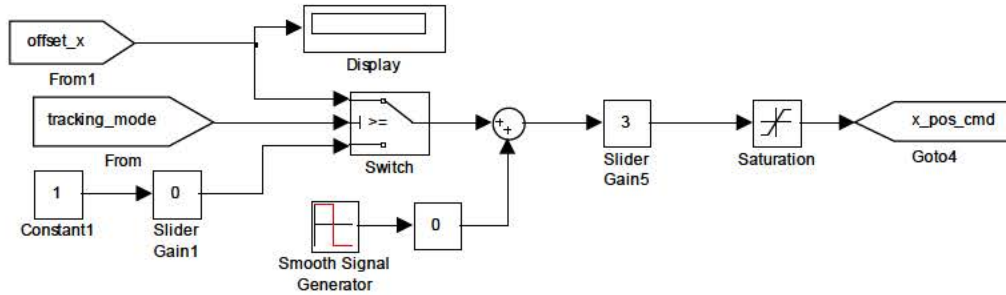 offset_x
From1
Display
tracking_mode
From
>=
Switch
1
Constant1
0
Slider
Gain1
Smooth Signal
Generator
0
+
+
3
Slider
Gain5
Saturation
x_pos_cmd
Goto4